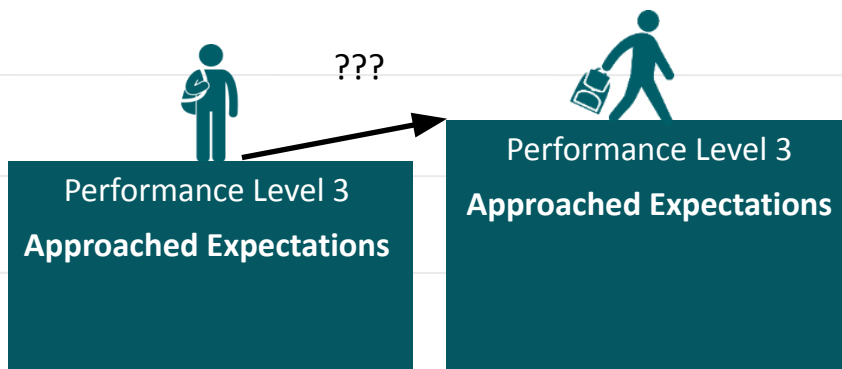 ???
Performance Level 3
Approached Expectations
Performance Level 3
Approached Expectations